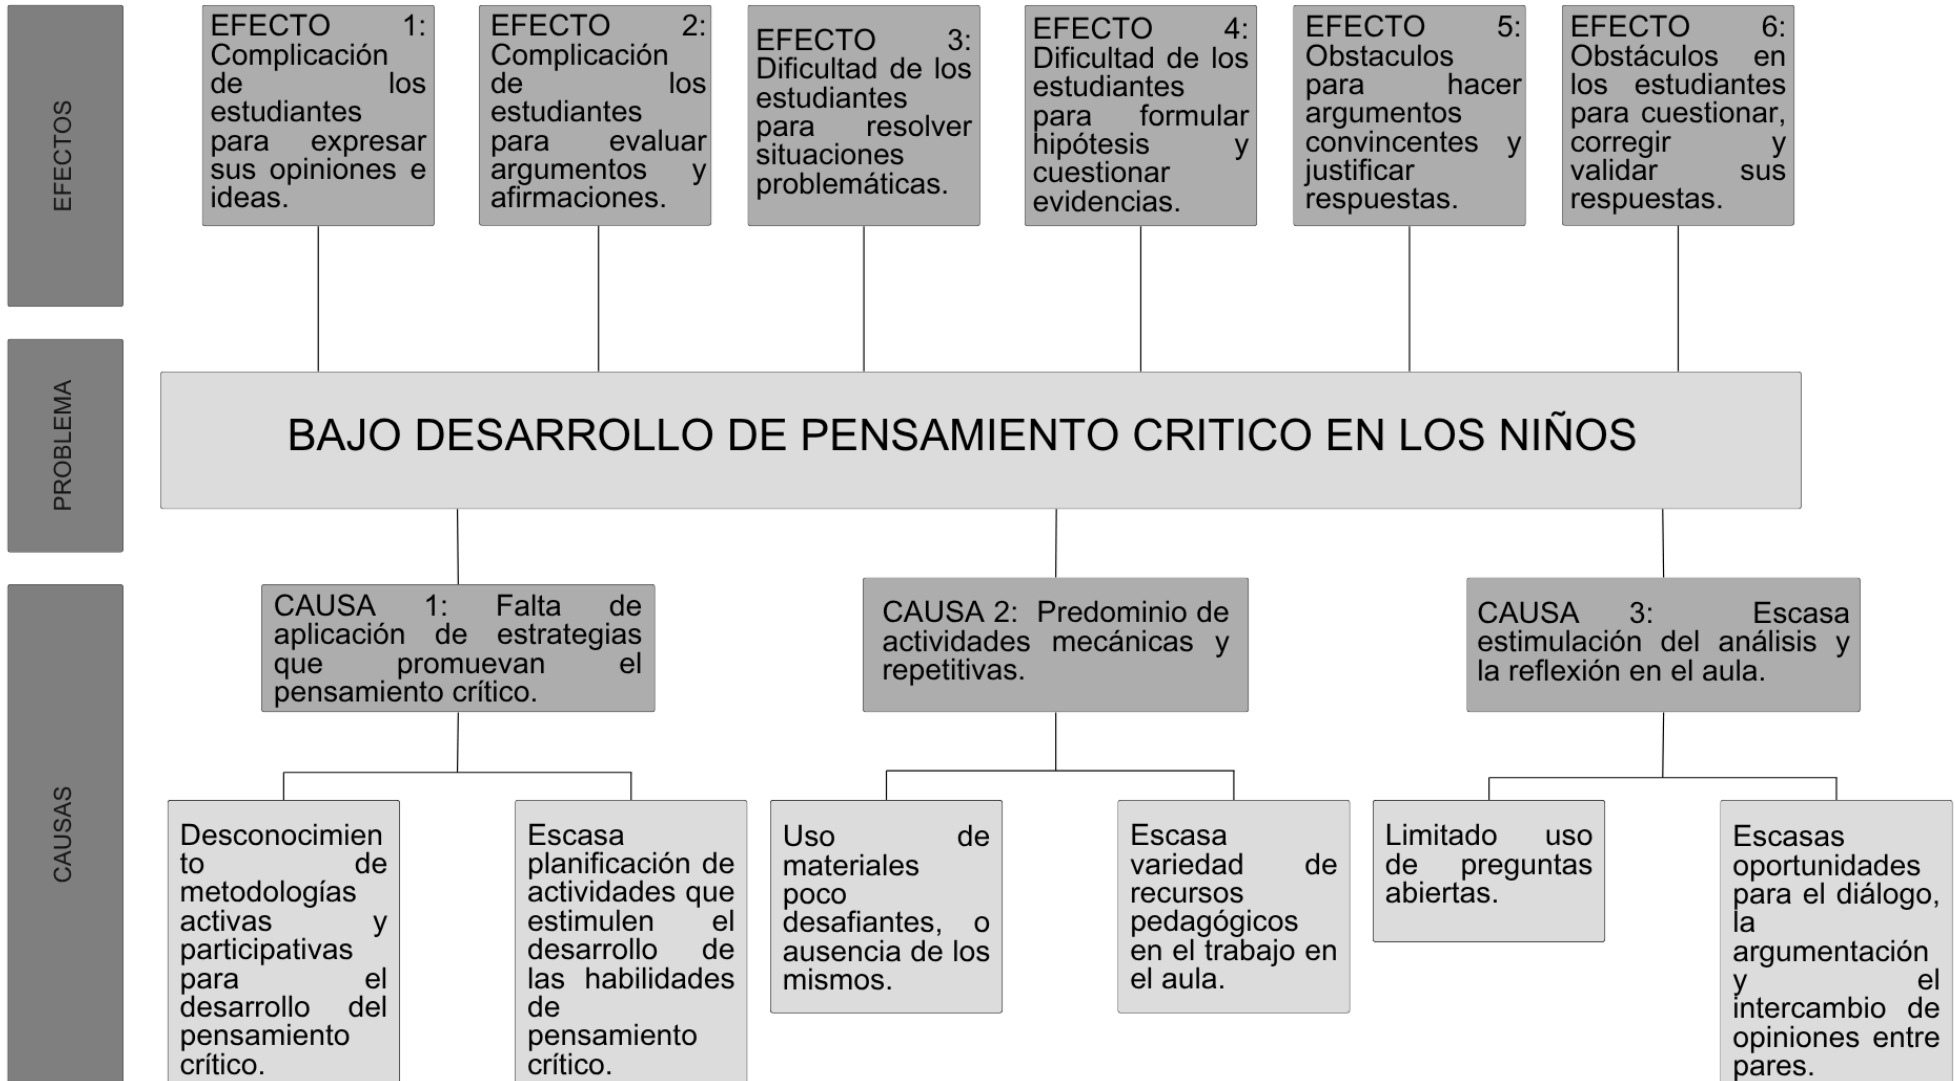 EFECTOS
EFECTO 1:
Complicación
de los
estudiantes
para expresar
sus opiniones e
ideas.
EFECTO 2:
Complicación
de los
estudiantes
para evaluar
argumentos y
afirmaciones.
EFECTO 3:
Dificultad de los
estudiantes
para resolver
situaciones
problemáticas.
EFECTO 4:
Dificultad de los
estudiantes
para formular
hipótesis y
cuestionar
evidencias.
EFECTO 5:
Obstaculos
para hacer
argumentos
convincentes y
justificar
respuestas.
EFECTO 6:
Obstáculos en
los estudiantes
para cuestionar,
corregir y
validar sus
respuestas.
PROBLEMA
BAJO DESARROLLO DE PENSAMIENTO CRITICO EN LOS NIÑOS
CAUSAS
CAUSA 1: Falta de
aplicación de estrategias
que promuevan el
pensamiento crítico.
CAUSA 2: Predominio de
actividades mecánicas y
repetitivas.
CAUSA 3: Escasa
estimulación del análisis y
la reflexión en el aula.
Desconocimien
to de
metodologías
activas y
participativas
para el
desarrollo del
pensamiento
crítico.
Escasa
planificación de
actividades que
estimulen el
desarrollo de
las habilidades
de
pensamiento
crítico.
Uso de
materiales
poco
desafiantes, o
ausencia de los
mismos.
Escasa
variedad de
recursos
pedagógicos
en el trabajo en
el aula.
Limitado uso
de preguntas
abiertas.
Escasas
oportunidades
para el diálogo,
la
argumentación
y el
intercambio de
opiniones entre
pares.